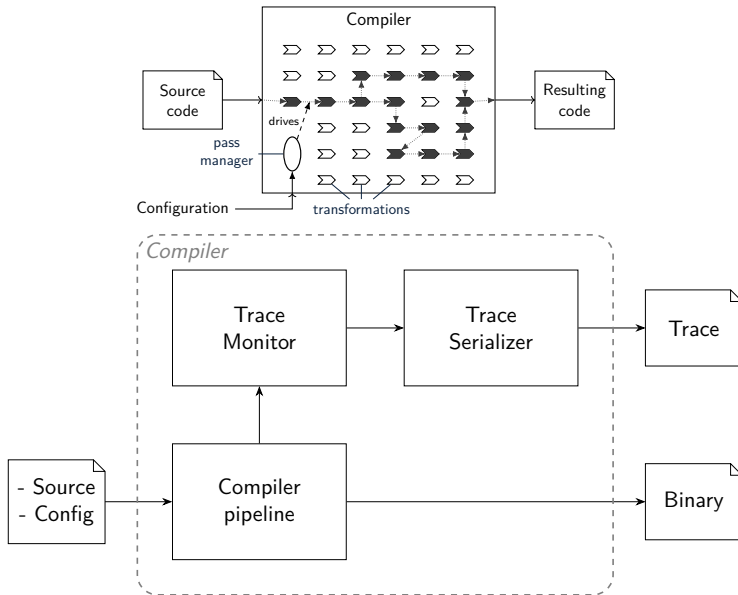 Compiler
Source
code
Resulting
code
drives
pass
manager
Configuration
transformations
Compiler
Trace
Monitor
Trace
Serializer
Trace
- Source
- Config
Compiler
pipeline
Binary